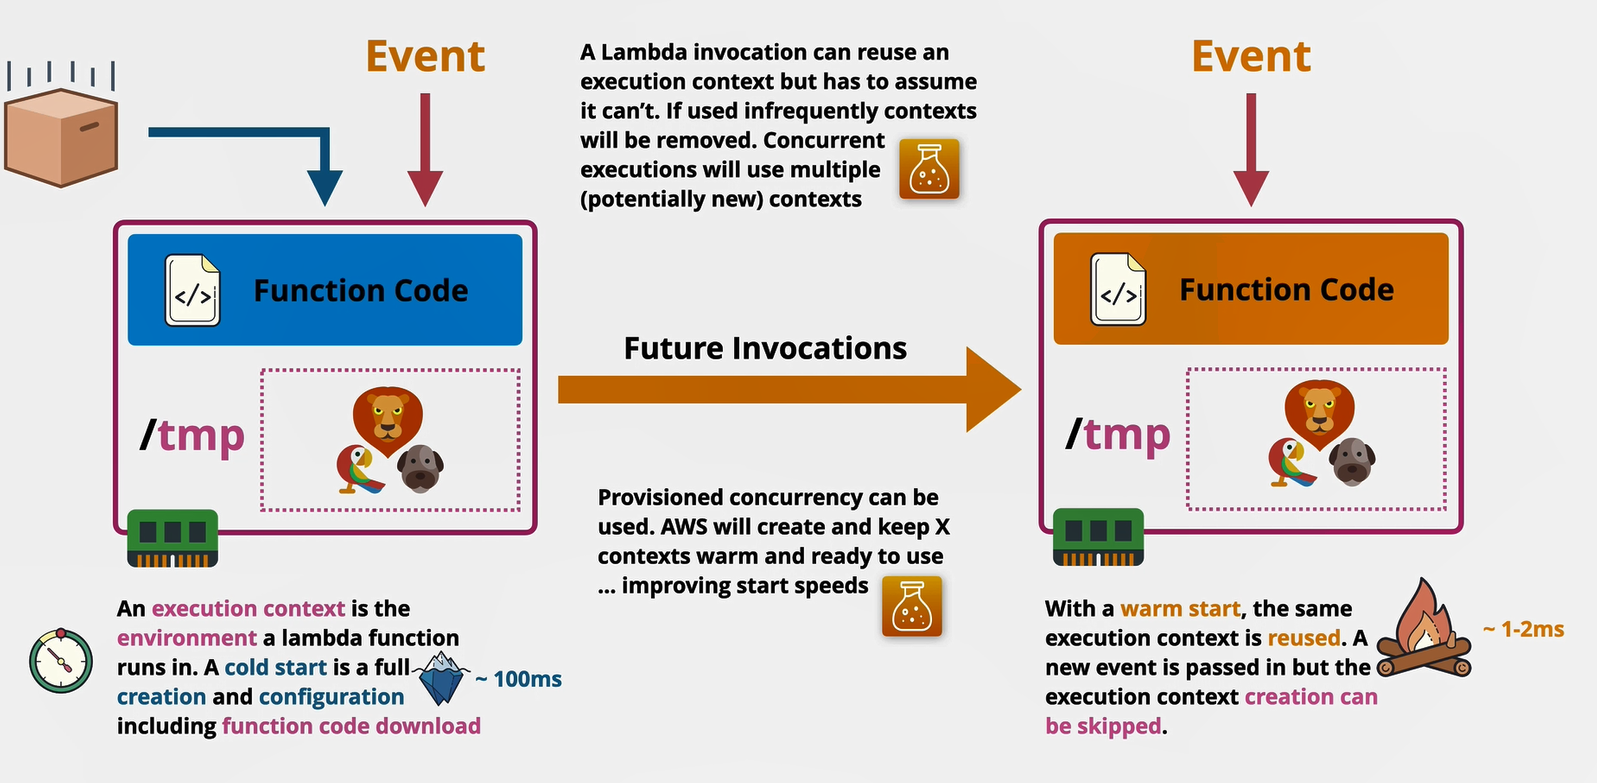 Event
A Lambda invocation can reuse an
execution context but has to assume
it can’t. If used infrequently contexts
will be removed. Concurrent
executions will use multiple
(potentially new) contexts
Event
</> Function Code
/tmp
Future Invocations
</> Function Code
/tmp
Provisioned concurrency can be
used. AWS will create and keep X
contexts warm and ready to use
... improving start speeds
An execution context is the
environment a lambda function
runs in. A cold start is a full
creation and configuration
including function code download
~ 100ms
With a warm start, the same
execution context is reused. A
new event is passed in but the
execution context creation can
be skipped.
~ 1-2ms